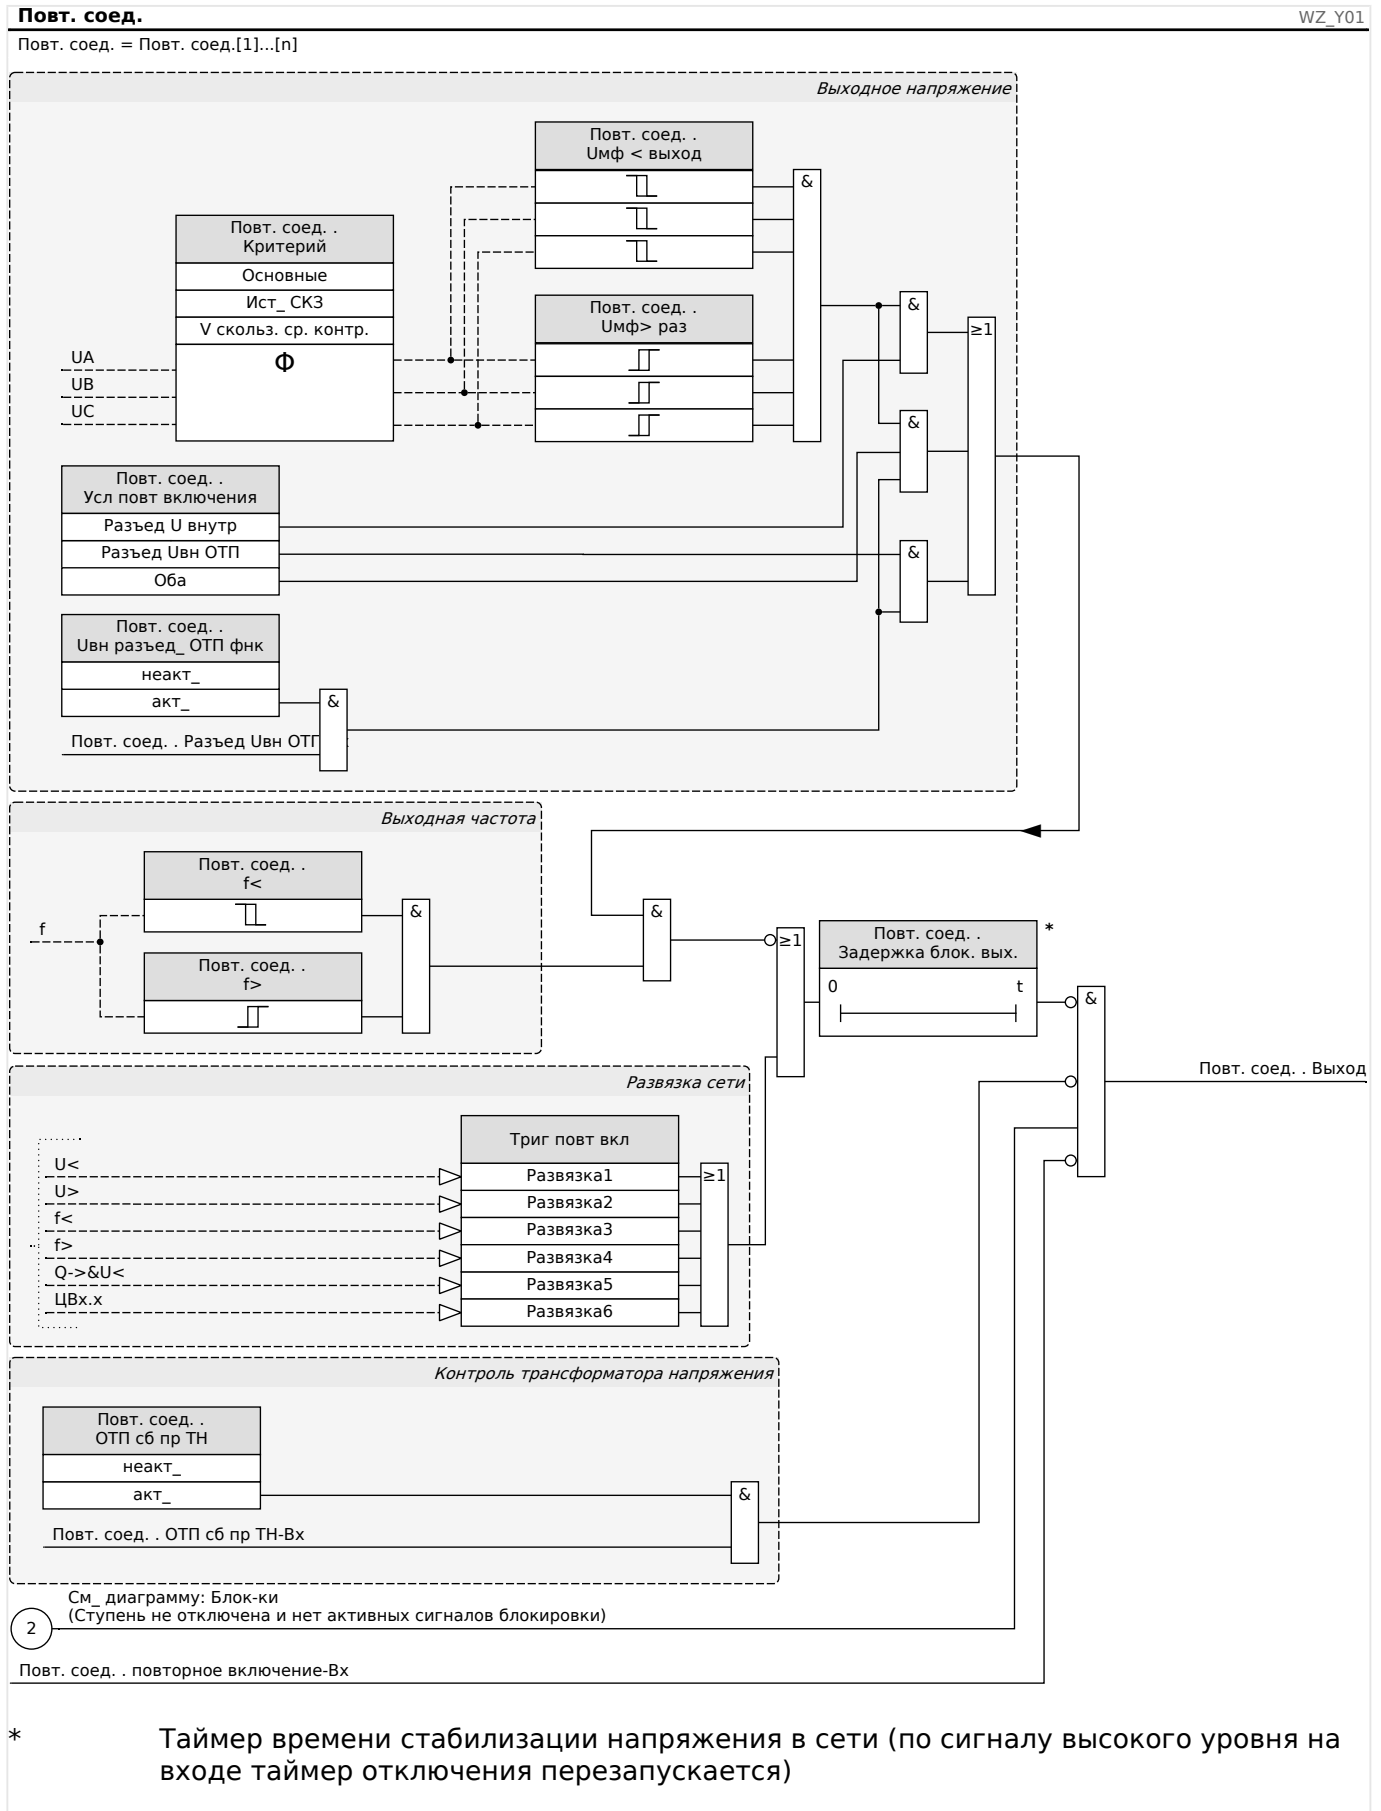 Повт. соед.
WZ_Y01
Повт. соед. = Повт. соед.[1]...[n]
Выходное напряжение
Повт. соед. .
Uмф < выход
&
Повт. соед. .
Критерий
Основные
Ист_ СКЗ
V скольз. ср. контр.
Ф
UA
UB
UC
Повт. соед. .
Uмф> раз
&
≥1
&
Повт. соед. .
Усл повт включения
Разъед U внутр
Разъед Uвн ОТП
Оба
&
Повт. соед. .
Uвн разъед_ ОТП фнк
неакт_
акт_
&
Повт. соед. . Разъед Uвн ОТП
Выходная частота
Повт. соед. .
f<
&
f
Повт. соед. .
f>
&
≥1
Повт. соед. .
Задержка блок. вых.
*
0
t
&
Повт. соед. . Выход
Развязка сети
Триг повт вкл
U<
Развязка1
≥1
U>
Развязка2
f<
Развязка3
f>
Развязка4
Q->&U<
Развязка5
ЦВх.x
Развязка6
Контроль трансформатора напряжения
Повт. соед. .
ОТП сб пр ТН
неакт_
акт_
&
Повт. соед. . ОТП сб пр ТН-Вх
См_ диаграмму: Блок-ки
(Ступень не отключена и нет активных сигналов блокировки)
2
Повт. соед. . повторное включение-Вх
* Таймер времени стабилизации напряжения в сети (по сигналу высокого уровня на
входе таймер отключения перезапускается)